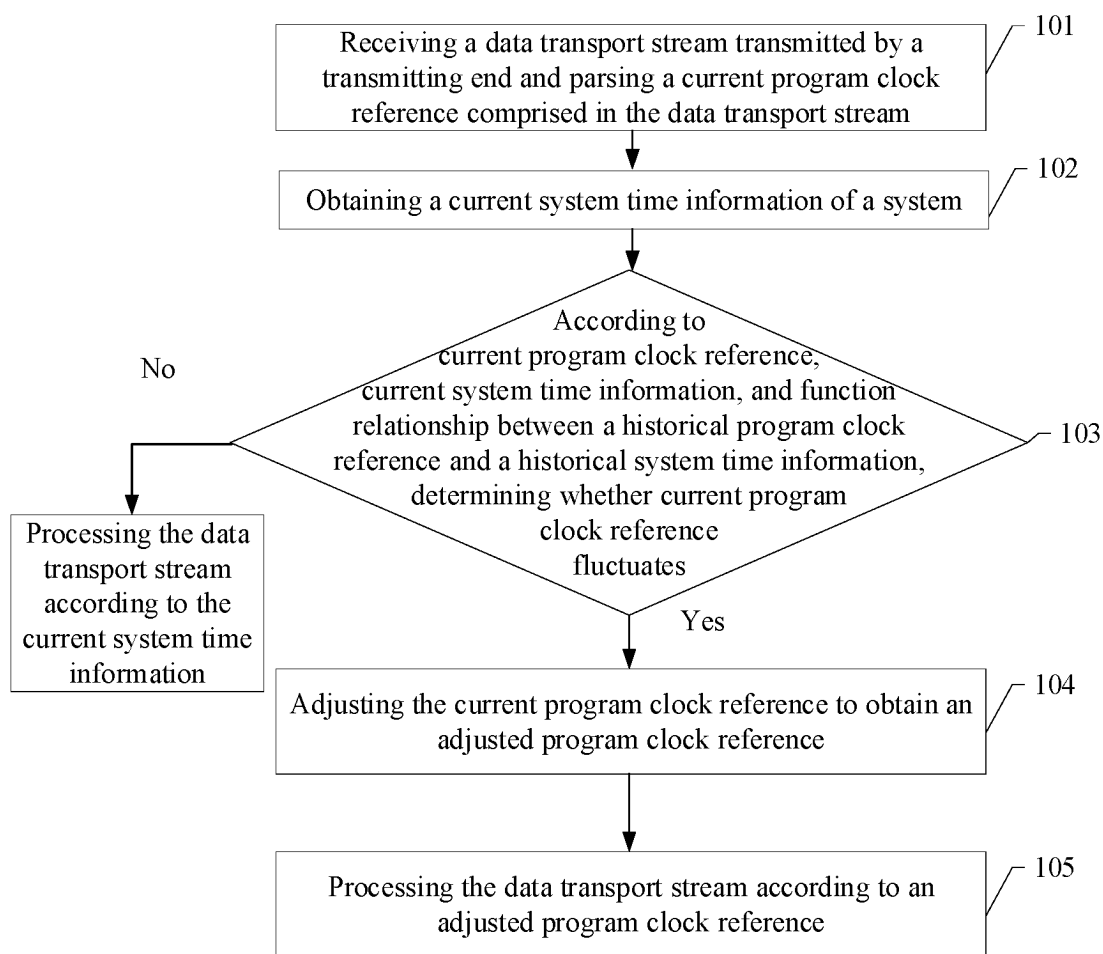 Receiving a data transport stream transmitted by a
transmitting end and parsing a current program clock
reference comprised in the data transport stream
101
Obtaining a current system time information of a system
102
According to
current program clock reference,
current system time information, and function
relationship between a historical program clock
reference and a historical system time information,
determining whether current program
clock reference
fluctuates
103
No
Processing the data
transport stream
according to the
current system time
information
Yes
Adjusting the current program clock reference to obtain an
adjusted program clock reference
104
Processing the data transport stream according to an
adjusted program clock reference
105